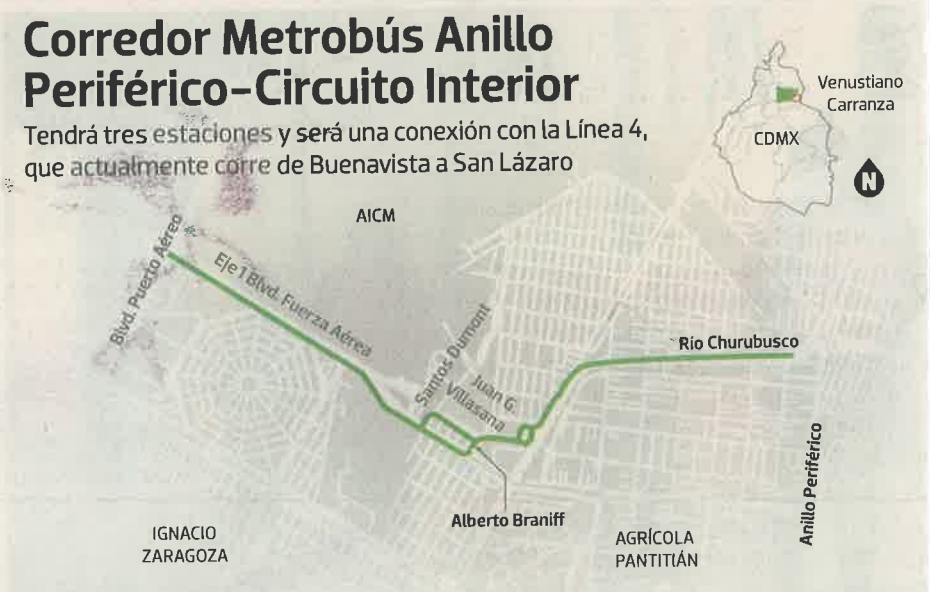 Corredor Metrobús Anillo
Periférico-Circuito Interior
Tendrá tres estaciones y será una conexión con la Línea 4,
que actualmente corre de Buenavista a San Lázaro
Venustiano
Carranza
CDMX
N
AICM
Blvd. Puerto Aéreo
Eje 1 Blvd. Fuerza Aérea
Santos Dumont
Juan G.
Villasana
Rio Churubusco
Anillo Periférico
Alberto Braniff
IGNACIO
ZARAGOZA
AGRÍCOLA
PANTITIÁN